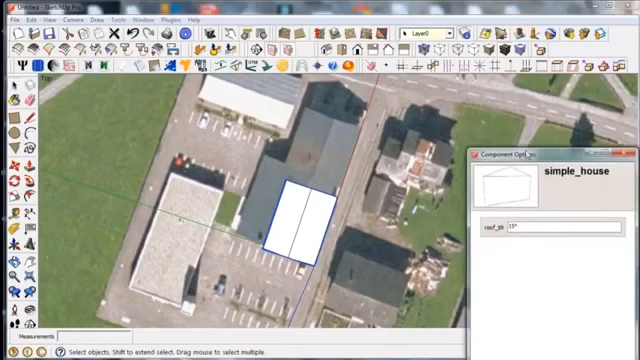 Untitled - SketchUp Pro
File Edit View Camera Draw Tools Window Plugins Help
Layer0
Top
Component Options
simple_house
roof_tilt 15°
Measurements
Select objects. Shift to extend select. Drag mouse to select multiple.